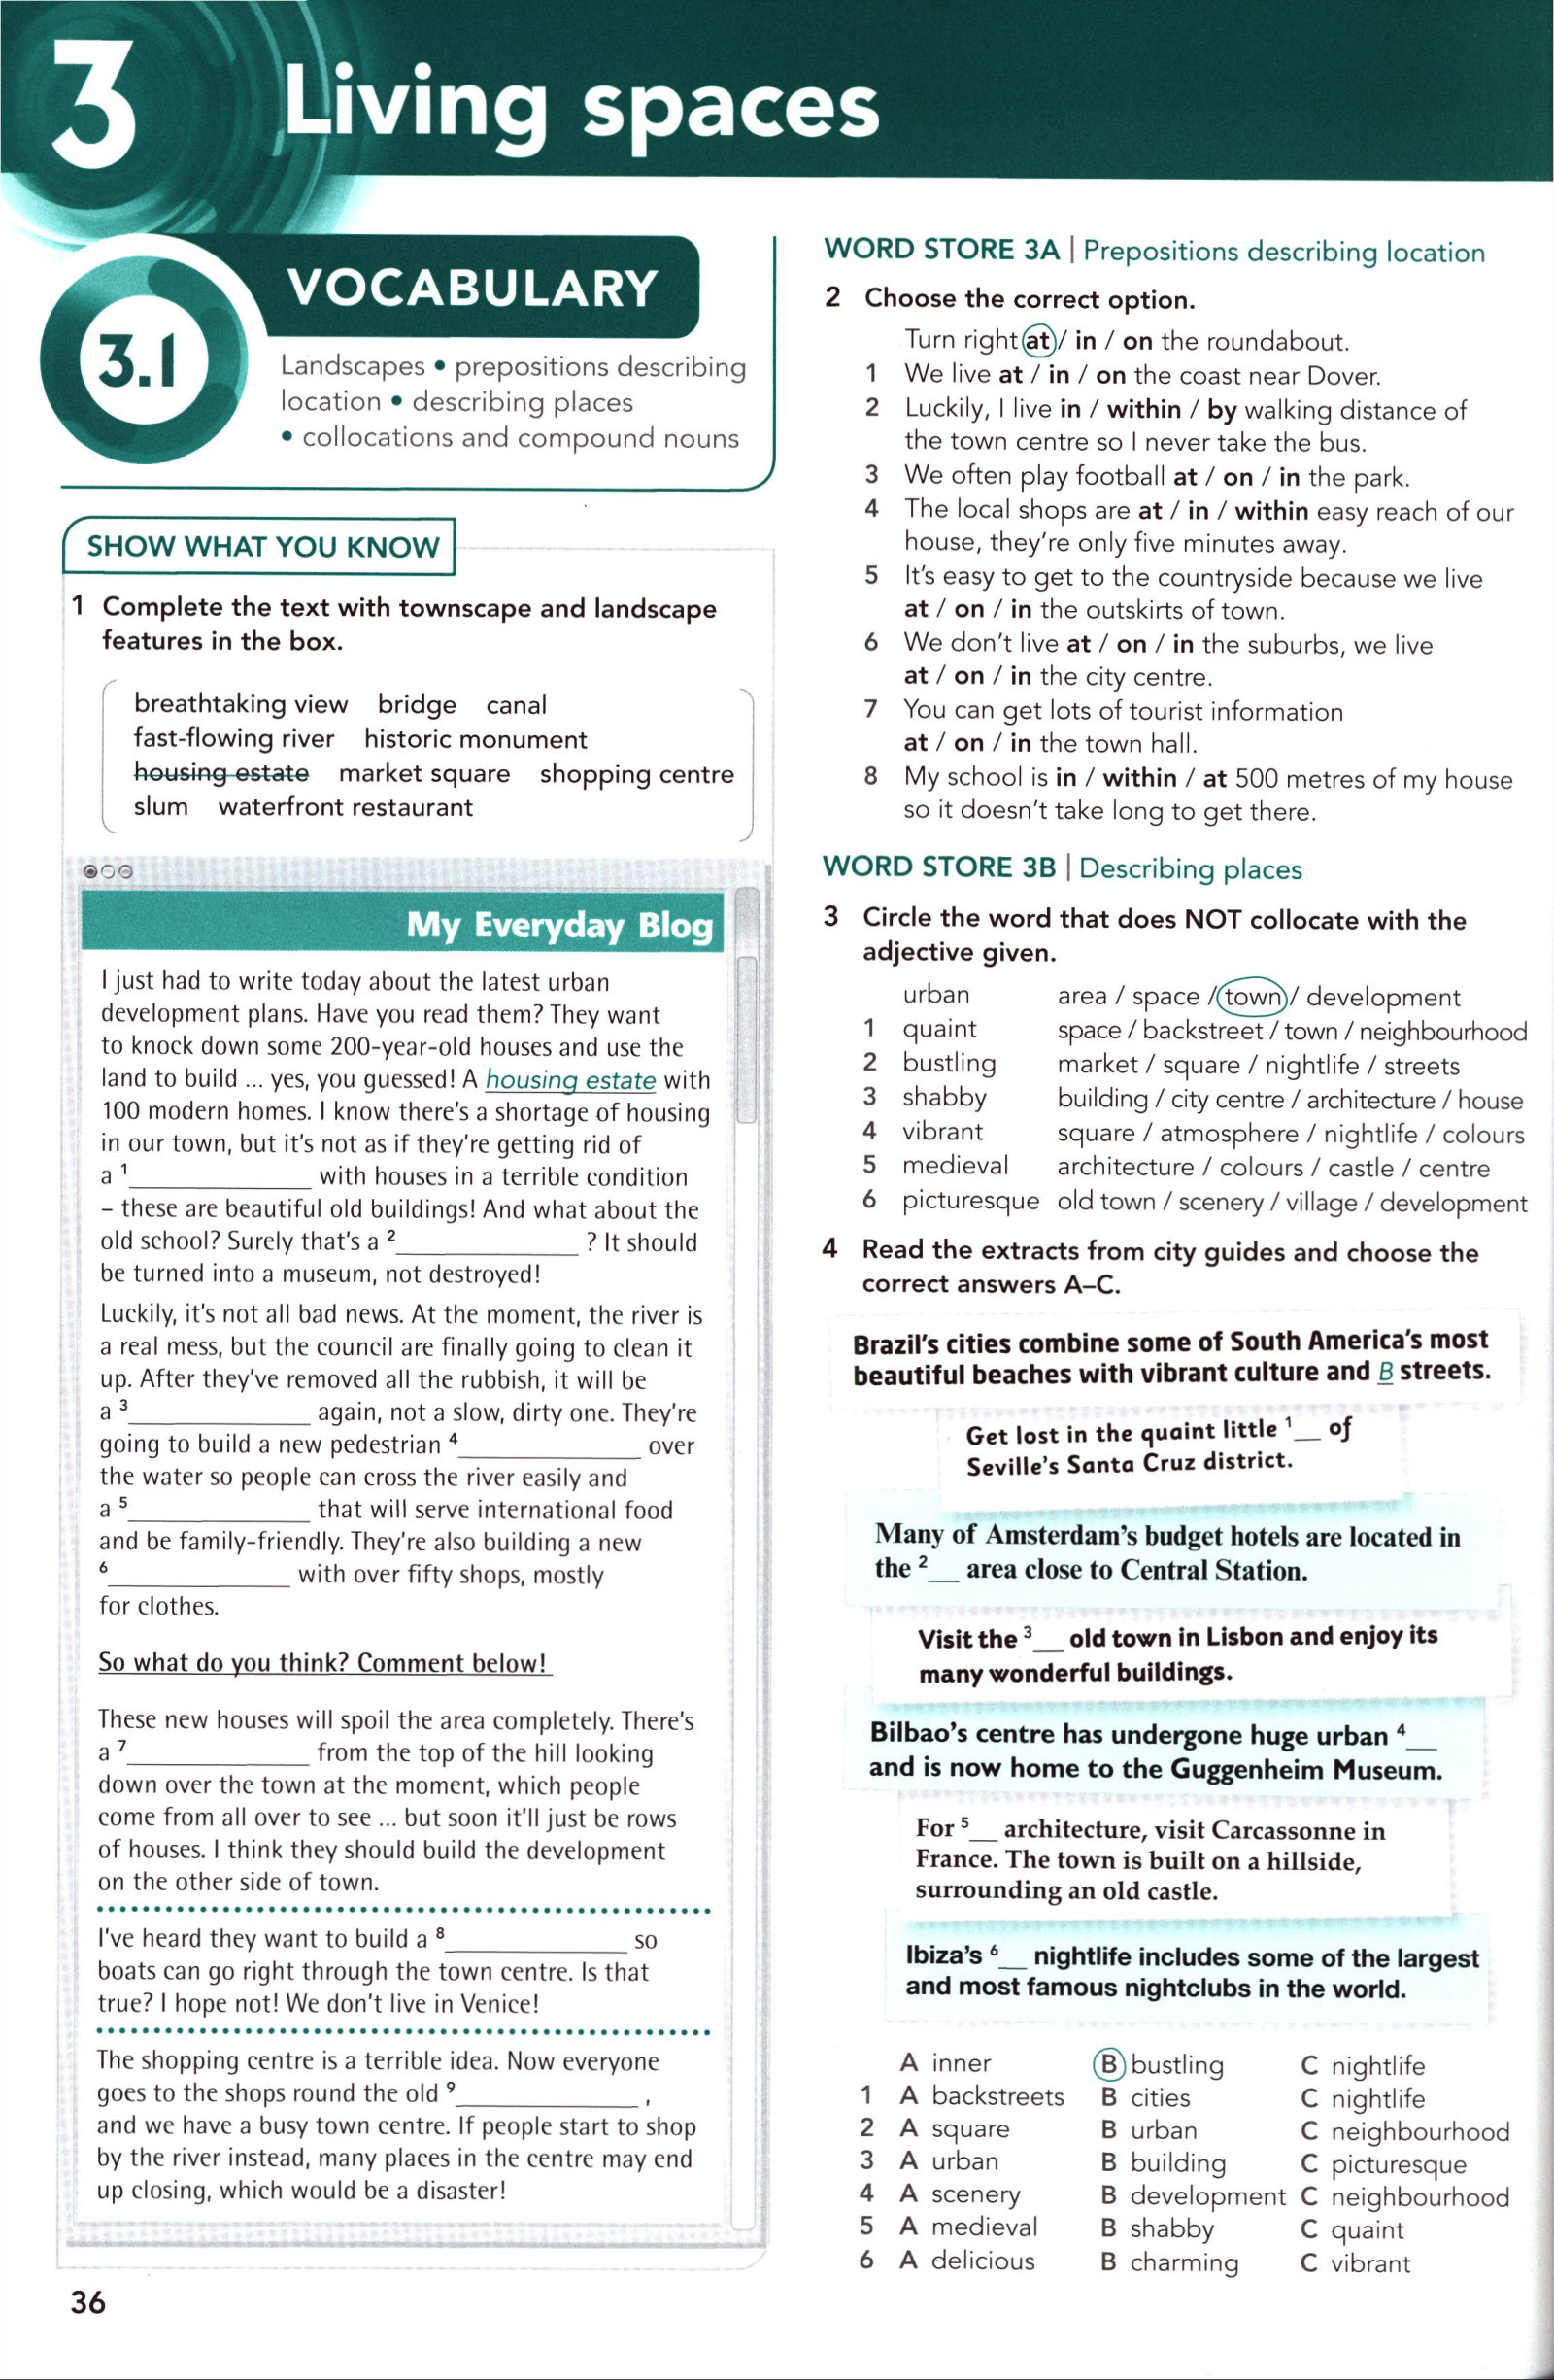 3 Living spaces
3.1
VOCABULARY
Landscapes • prepositions describing
location • describing places
• collocations and compound nouns
SHOW WHAT YOU KNOW
1 Complete the text with townscape and landscape
features in the box.
breathtaking view bridge canal
fast-flowing river historic monument
housing estate market square shopping centre
slum waterfront restaurant
My Everyday Blog
I just had to write today about the latest urban
development plans. Have you read them? They want
to knock down some 200-year-old houses and use the
land to build ... yes, you guessed! A housing estate with
100 modern homes. I know there's a shortage of housing
in our town, but it's not as if they're getting rid of
a 1______________ with houses in a terrible condition
– these are beautiful old buildings! And what about the
old school? Surely that's a 2______________ ? It should
be turned into a museum, not destroyed!
Luckily, it's not all bad news. At the moment, the river is
a real mess, but the council are finally going to clean it
up. After they've removed all the rubbish, it will be
a 3______________ again, not a slow, dirty one. They're
going to build a new pedestrian 4______________ over
the water so people can cross the river easily and
a 5______________ that will serve international food
and be family-friendly. They're also building a new
6______________ with over fifty shops, mostly
for clothes.
So what do you think? Comment below!
These new houses will spoil the area completely. There's
a 7______________ from the top of the hill looking
down over the town at the moment, which people
come from all over to see ... but soon it'll just be rows
of houses. I think they should build the development
on the other side of town.
I've heard they want to build a 8______________ so
boats can go right through the town centre. Is that
true? I hope not! We don't live in Venice!
The shopping centre is a terrible idea. Now everyone
goes to the shops round the old 9______________ ,
and we have a busy town centre. If people start to shop
by the river instead, many places in the centre may end
up closing, which would be a disaster!
36
WORD STORE 3A | Prepositions describing location
2 Choose the correct option.
Turn right at / in / on the roundabout.
1 We live at / in / on the coast near Dover.
2 Luckily, I live in / within / by walking distance of
the town centre so I never take the bus.
3 We often play football at / on / in the park.
4 The local shops are at / in / within easy reach of our
house, they're only five minutes away.
5 It's easy to get to the countryside because we live
at / on / in the outskirts of town.
6 We don't live at / on / in the suburbs, we live
at / on / in the city centre.
7 You can get lots of tourist information
at / on / in the town hall.
8 My school is in / within / at 500 metres of my house
so it doesn't take long to get there.
WORD STORE 3B | Describing places
3 Circle the word that does NOT collocate with the
adjective given.
urban area / space / town / development
1 quaint space / backstreet / town / neighbourhood
2 bustling market / square / nightlife / streets
3 shabby building / city centre / architecture / house
4 vibrant square / atmosphere / nightlife / colours
5 medieval architecture / colours / castle / centre
6 picturesque old town / scenery / village / development
4 Read the extracts from city guides and choose the
correct answers A–C.
Brazil's cities combine some of South America's most
beautiful beaches with vibrant culture and B streets.
Get lost in the quaint little 1__ of
Seville's Santa Cruz district.
Many of Amsterdam's budget hotels are located in
the 2__ area close to Central Station.
Visit the 3__ old town in Lisbon and enjoy its
many wonderful buildings.
Bilbao's centre has undergone huge urban 4__
and is now home to the Guggenheim Museum.
For 5__ architecture, visit Carcassonne in
France. The town is built on a hillside,
surrounding an old castle.
Ibiza's 6__ nightlife includes some of the largest
and most famous nightclubs in the world.
A inner B bustling C nightlife
1 A backstreets B cities C nightlife
2 A square B urban C neighbourhood
3 A urban B building C picturesque
4 A scenery B development C neighbourhood
5 A medieval B shabby C quaint
6 A delicious B charming C vibrant